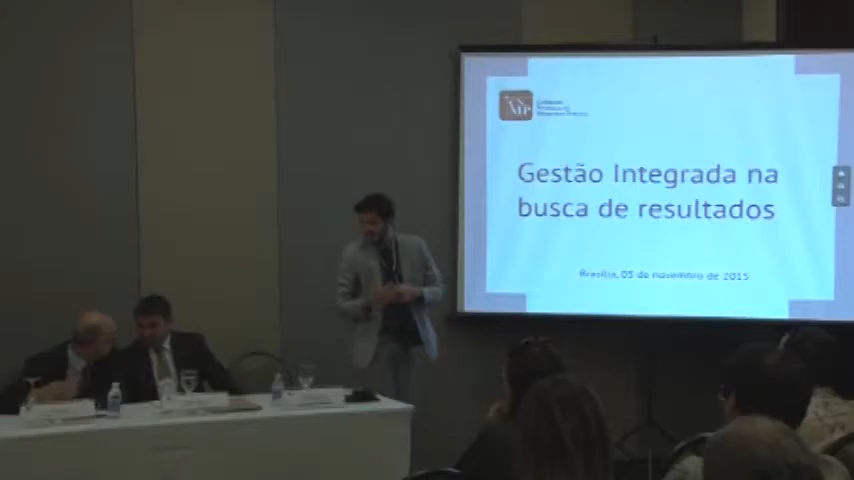 Gestão Integrada na
busca de resultados
Brasília, 05 de novembro de 2015